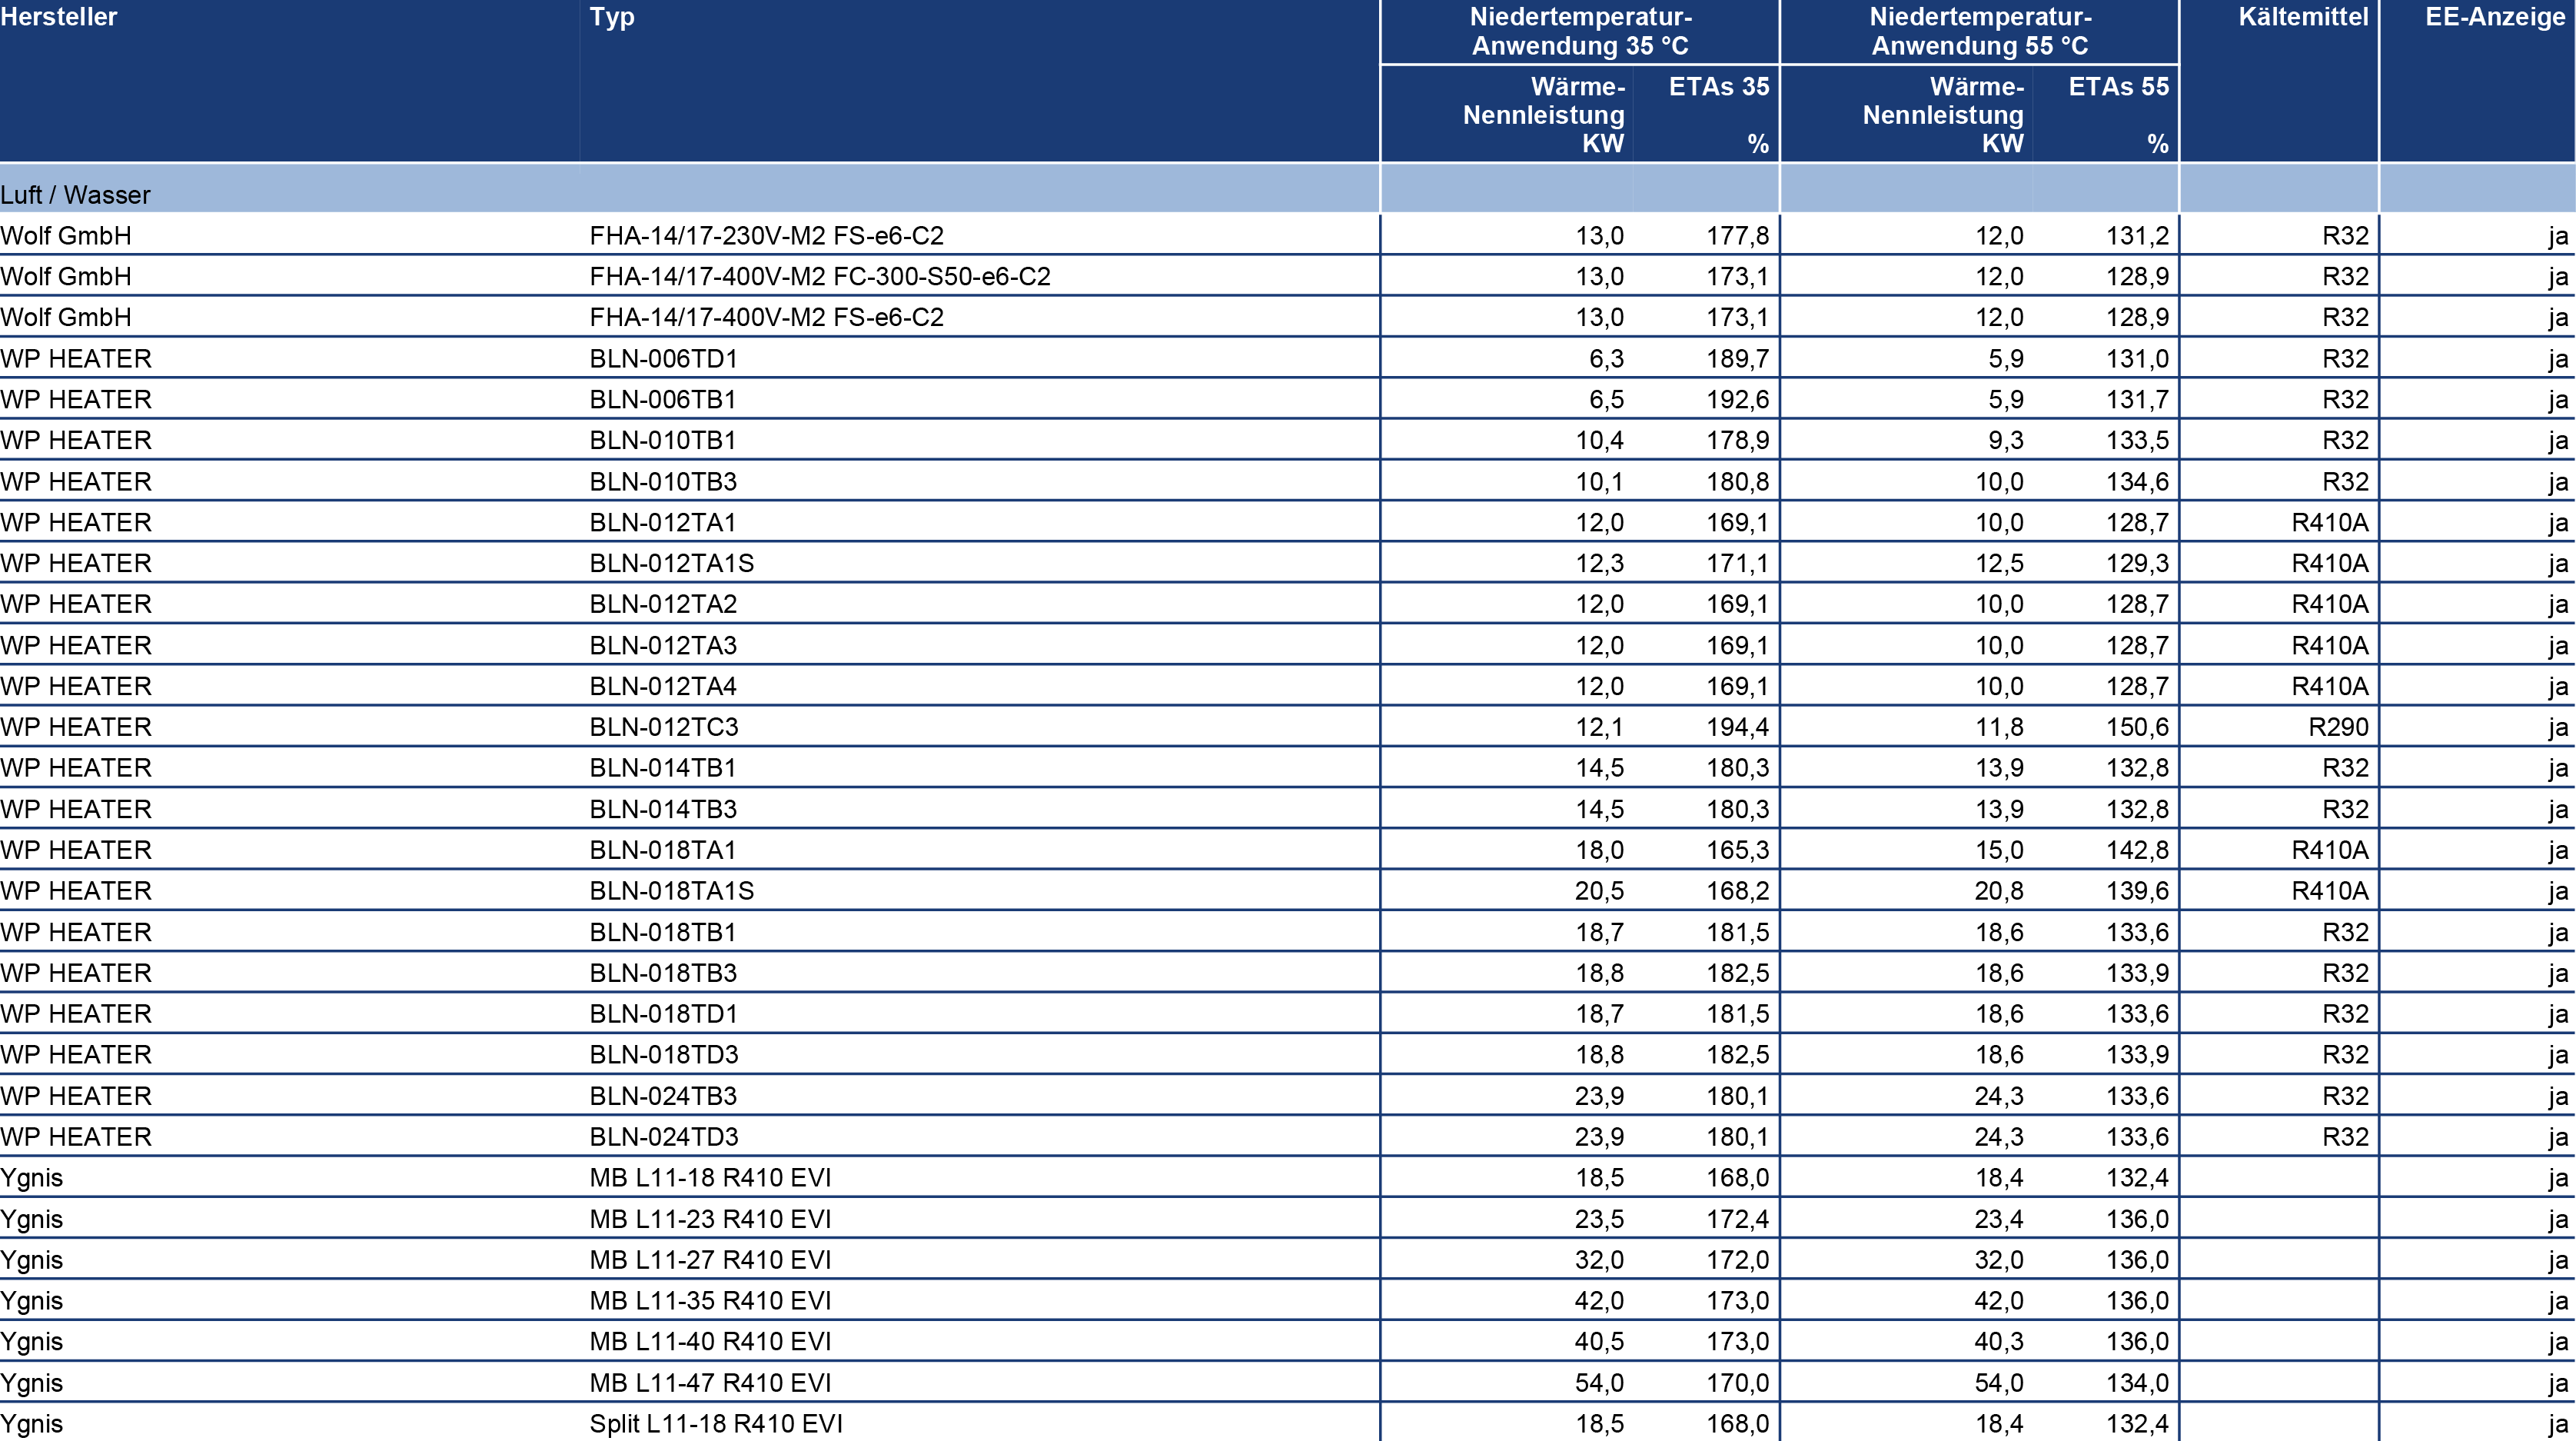 Hersteller Typ Niedertemperatur- Niedertemperatur- Kältemittel EE-Anzeige
Anwendung 35 °C Anwendung 55 °C
Wärme- ETAs 35 Wärme- ETAs 55
Nennleistung Nennleistung
KW % KW %
Luft / Wasser
Wolf GmbH FHA-14/17-230V-M2 FS-e6-C2 13,0 177,8 12,0 131,2 R32 ja
Wolf GmbH FHA-14/17-400V-M2 FC-300-S50-e6-C2 13,0 173,1 12,0 128,9 R32 ja
Wolf GmbH FHA-14/17-400V-M2 FS-e6-C2 13,0 173,1 12,0 128,9 R32 ja
WP HEATER BLN-006TD1 6,3 189,7 5,9 131,0 R32 ja
WP HEATER BLN-006TB1 6,5 192,6 5,9 131,7 R32 ja
WP HEATER BLN-010TB1 10,4 178,9 9,3 133,5 R32 ja
WP HEATER BLN-010TB3 10,1 180,8 10,0 134,6 R32 ja
WP HEATER BLN-012TA1 12,0 169,1 10,0 128,7 R410A ja
WP HEATER BLN-012TA1S 12,3 171,1 12,5 129,3 R410A ja
WP HEATER BLN-012TA2 12,0 169,1 10,0 128,7 R410A ja
WP HEATER BLN-012TA3 12,0 169,1 10,0 128,7 R410A ja
WP HEATER BLN-012TA4 12,0 169,1 10,0 128,7 R410A ja
WP HEATER BLN-012TC3 12,1 194,4 11,8 150,6 R290 ja
WP HEATER BLN-014TB1 14,5 180,3 13,9 132,8 R32 ja
WP HEATER BLN-014TB3 14,5 180,3 13,9 132,8 R32 ja
WP HEATER BLN-018TA1 18,0 165,3 15,0 142,8 R410A ja
WP HEATER BLN-018TA1S 20,5 168,2 20,8 139,6 R410A ja
WP HEATER BLN-018TB1 18,7 181,5 18,6 133,6 R32 ja
WP HEATER BLN-018TB3 18,8 182,5 18,6 133,9 R32 ja
WP HEATER BLN-018TD1 18,7 181,5 18,6 133,6 R32 ja
WP HEATER BLN-018TD3 18,8 182,5 18,6 133,9 R32 ja
WP HEATER BLN-024TB3 23,9 180,1 24,3 133,6 R32 ja
WP HEATER BLN-024TD3 23,9 180,1 24,3 133,6 R32 ja
Ygnis MB L11-18 R410 EVI 18,5 168,0 18,4 132,4 ja
Ygnis MB L11-23 R410 EVI 23,5 172,4 23,4 136,0 ja
Ygnis MB L11-27 R410 EVI 32,0 172,0 32,0 136,0 ja
Ygnis MB L11-35 R410 EVI 42,0 173,0 42,0 136,0 ja
Ygnis MB L11-40 R410 EVI 40,5 173,0 40,3 136,0 ja
Ygnis MB L11-47 R410 EVI 54,0 170,0 54,0 134,0 ja
Ygnis Split L11-18 R410 EVI 18,5 168,0 18,4 132,4 ja